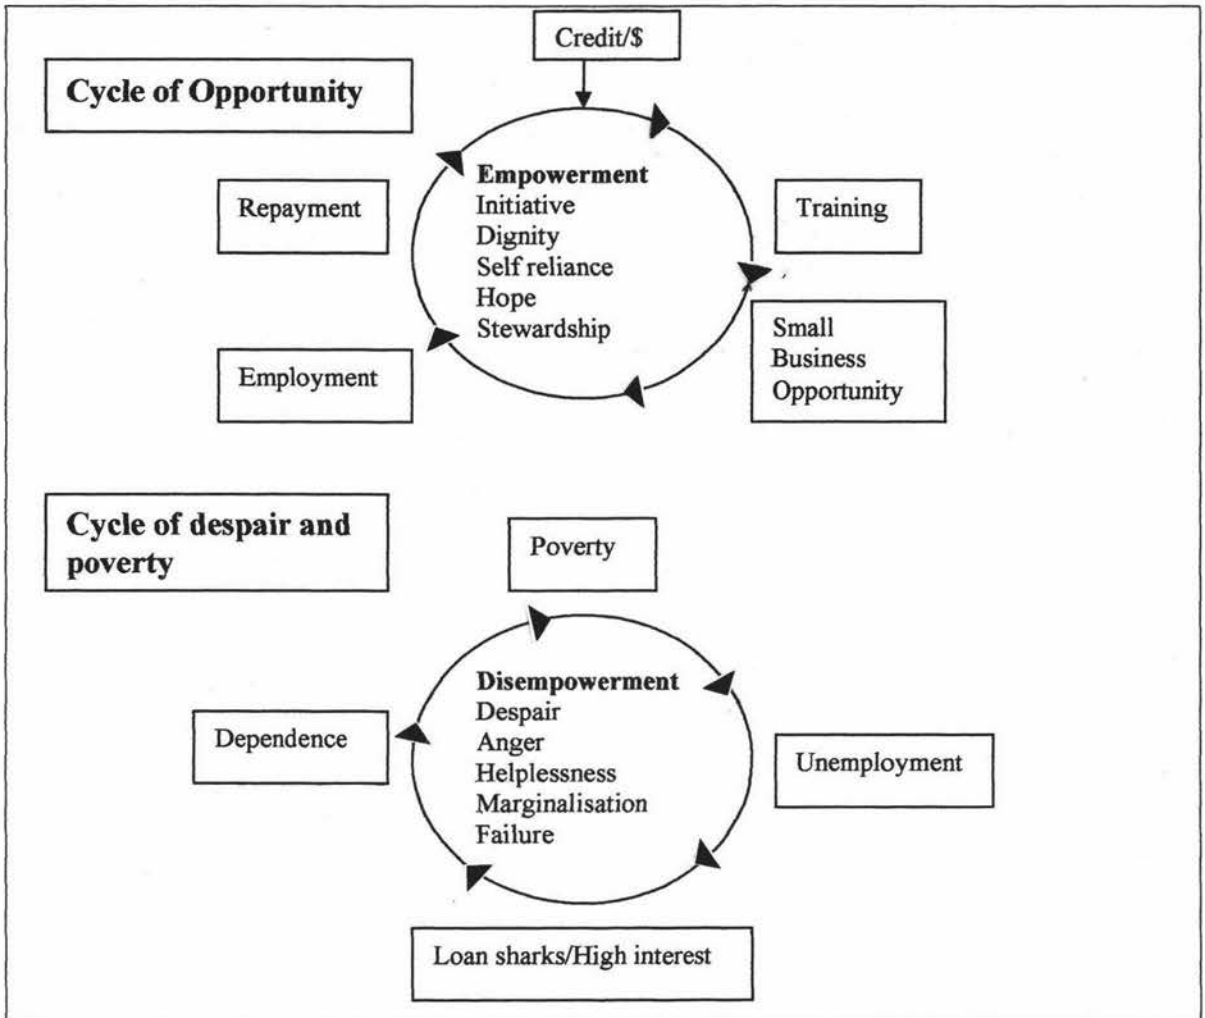 Credit/$
Cycle of Opportunity
Empowerment
Initiative
Dignity
Self reliance
Hope
Stewardship
Repayment
Training
Small
Business
Opportunity
Employment
Cycle of despair and
poverty
Poverty
Disempowerment
Despair
Anger
Helplessness
Marginalisation
Failure
Dependence
Unemployment
Loan sharks/High interest